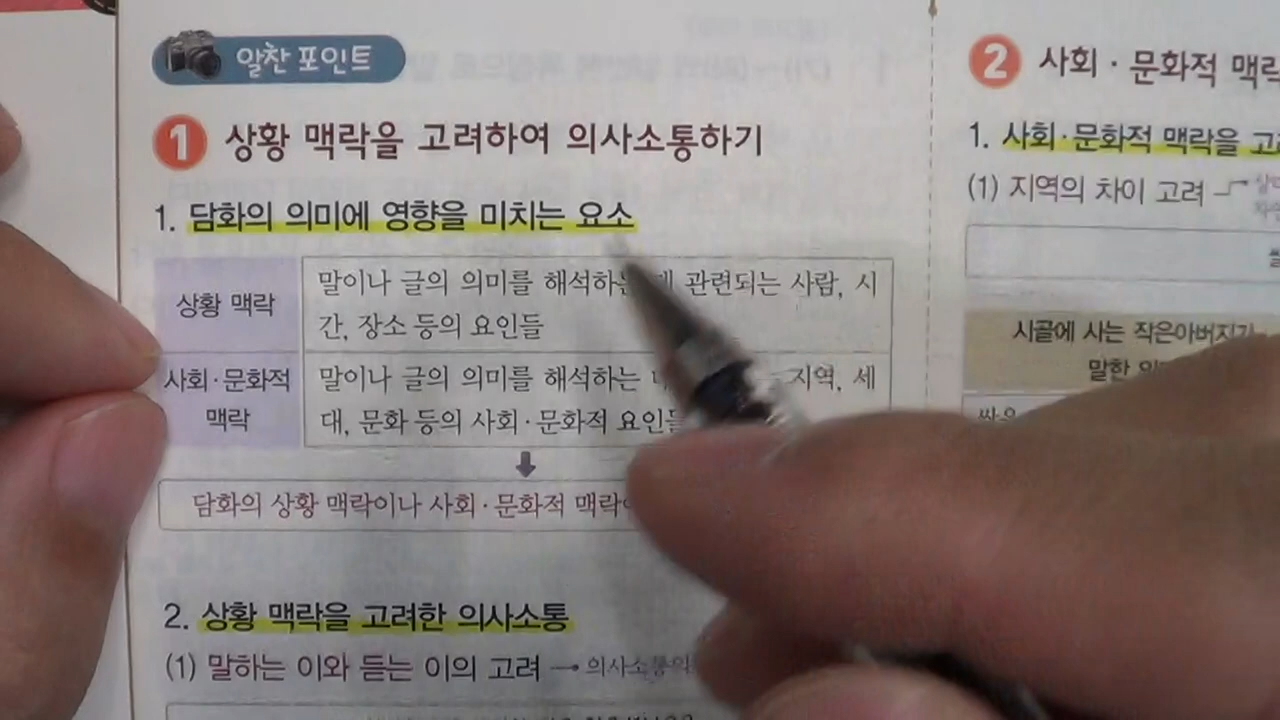 알찬 포인트
1 상황 맥락을 고려하여 의사소통하기
1. 담화의 의미에 영향을 미치는 요소
상황 맥락
말이나 글의 의미를 해석하는 데 관련되는 사람, 시
간, 장소 등의 요인들
사회·문화적
맥락
말이나 글의 의미를 해석하는 지역, 세
대, 문화 등의 사회·문화적 요인들
담화의 상황 맥락이나 사회·문화적
2. 상황 맥락을 고려한 의사소통
(1) 말하는 이와 듣는 이의 고려 → 의사소통의
2 사회·문화적 맥락
1. 사회·문화적 맥락을
(1) 지역의 차이 고려
시골에 사는 작은아버지가
말한